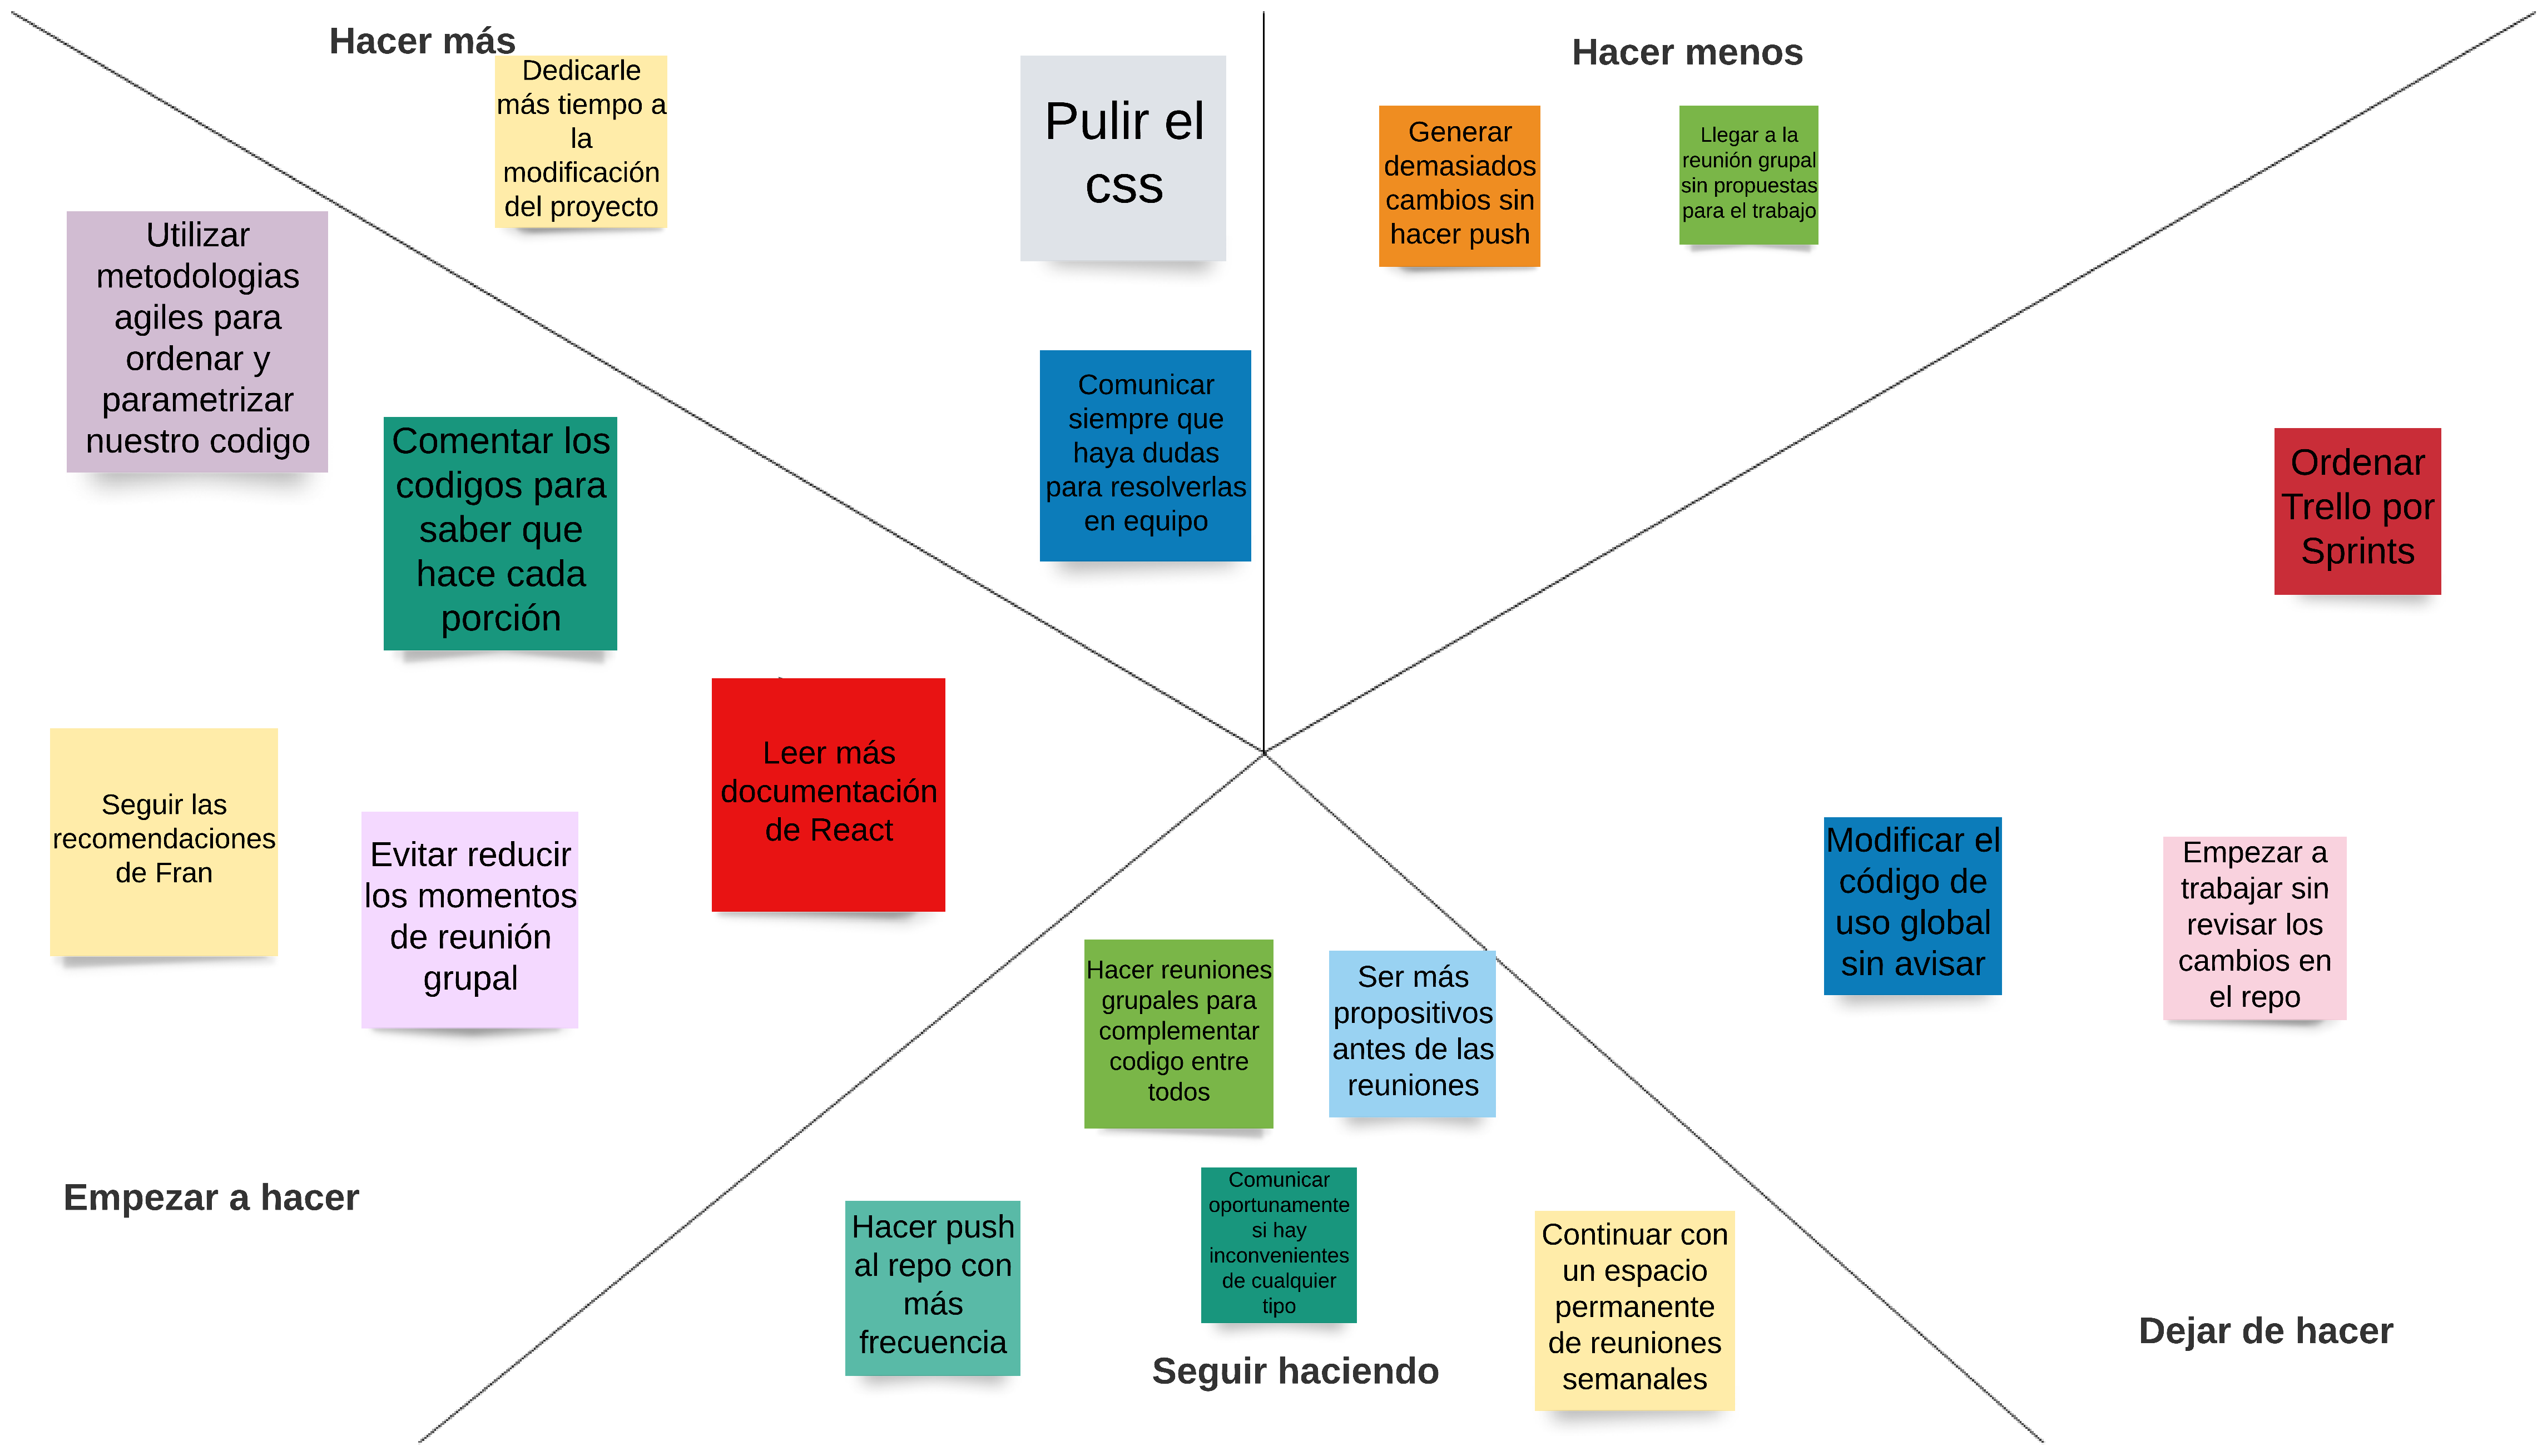 Hacer más
Dedicarle
más tiempo a
la
modificación
del proyecto
Pulir el
css
Comunicar
siempre que
haya dudas
para resolverlas
en equipo
Hacer menos
Generar
demasiados
cambios sin
hacer push
Llegar a la
reunión grupal
sin propuestas
para el trabajo
Utilizar
metodologias
agiles para
ordenar y
parametrizar
nuestro codigo
Comentar los
codigos para
saber que
hace cada
porción
Leer más
documentación
de React
Seguir las
recomendaciones
de Fran
Evitar reducir
los momentos
de reunión
grupal
Empezar a hacer
Hacer reuniones
grupales para
complementar
codigo entre
todos
Ser más
propositivos
antes de las
reuniones
Hacer push
al repo con
más
frecuencia
Comunicar
oportunamente
si hay
inconvenientes
de cualquier
tipo
Continuar con
un espacio
permanente
de reuniones
semanales
Seguir haciendo
Ordenar
Trello por
Sprints
Modificar el
código de
uso global
sin avisar
Empezar a
trabajar sin
revisar los
cambios en
el repo
Dejar de hacer